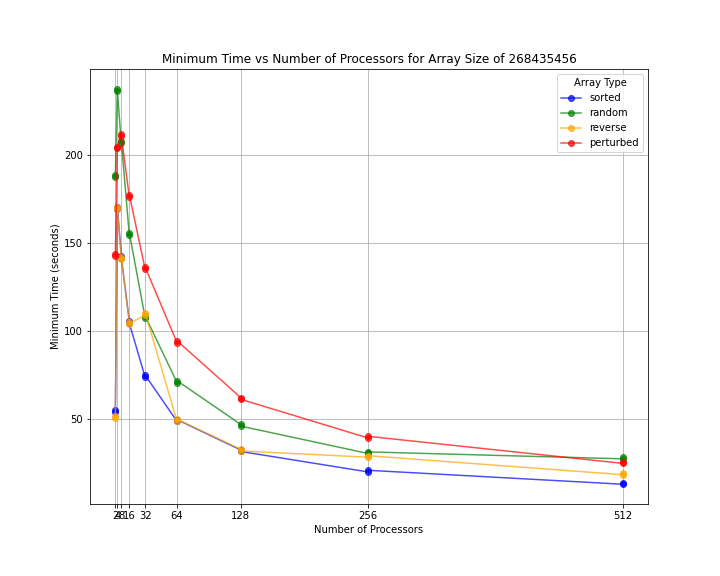 Minimum Time vs Number of Processors for Array Size of 268435456
Array Type
sorted
random
reverse
perturbed
200
150
100
50
Minimum Time (seconds)
16 32 64 128 256 512
Number of Processors